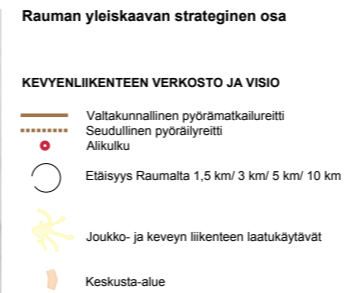 Rauman yleiskaavan strateginen osa
KEVYENLIIKENTEEN VERKOSTO JA VISIO
Valtakunnallinen pyörämatkailureitti
Seudullinen pyöräilyreitti
Alikulku
Etäisyys Raumalta 1,5 km/ 3 km/ 5 km/ 10 km
Joukko- ja keveyn liikenteen laatukäytävät
Keskusta-alue